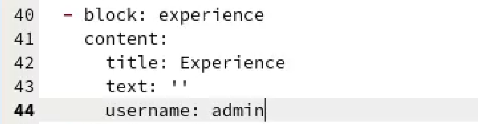 40 - block: experience
41 content:
42 title: Experience
43 text: ''
44 username: admin